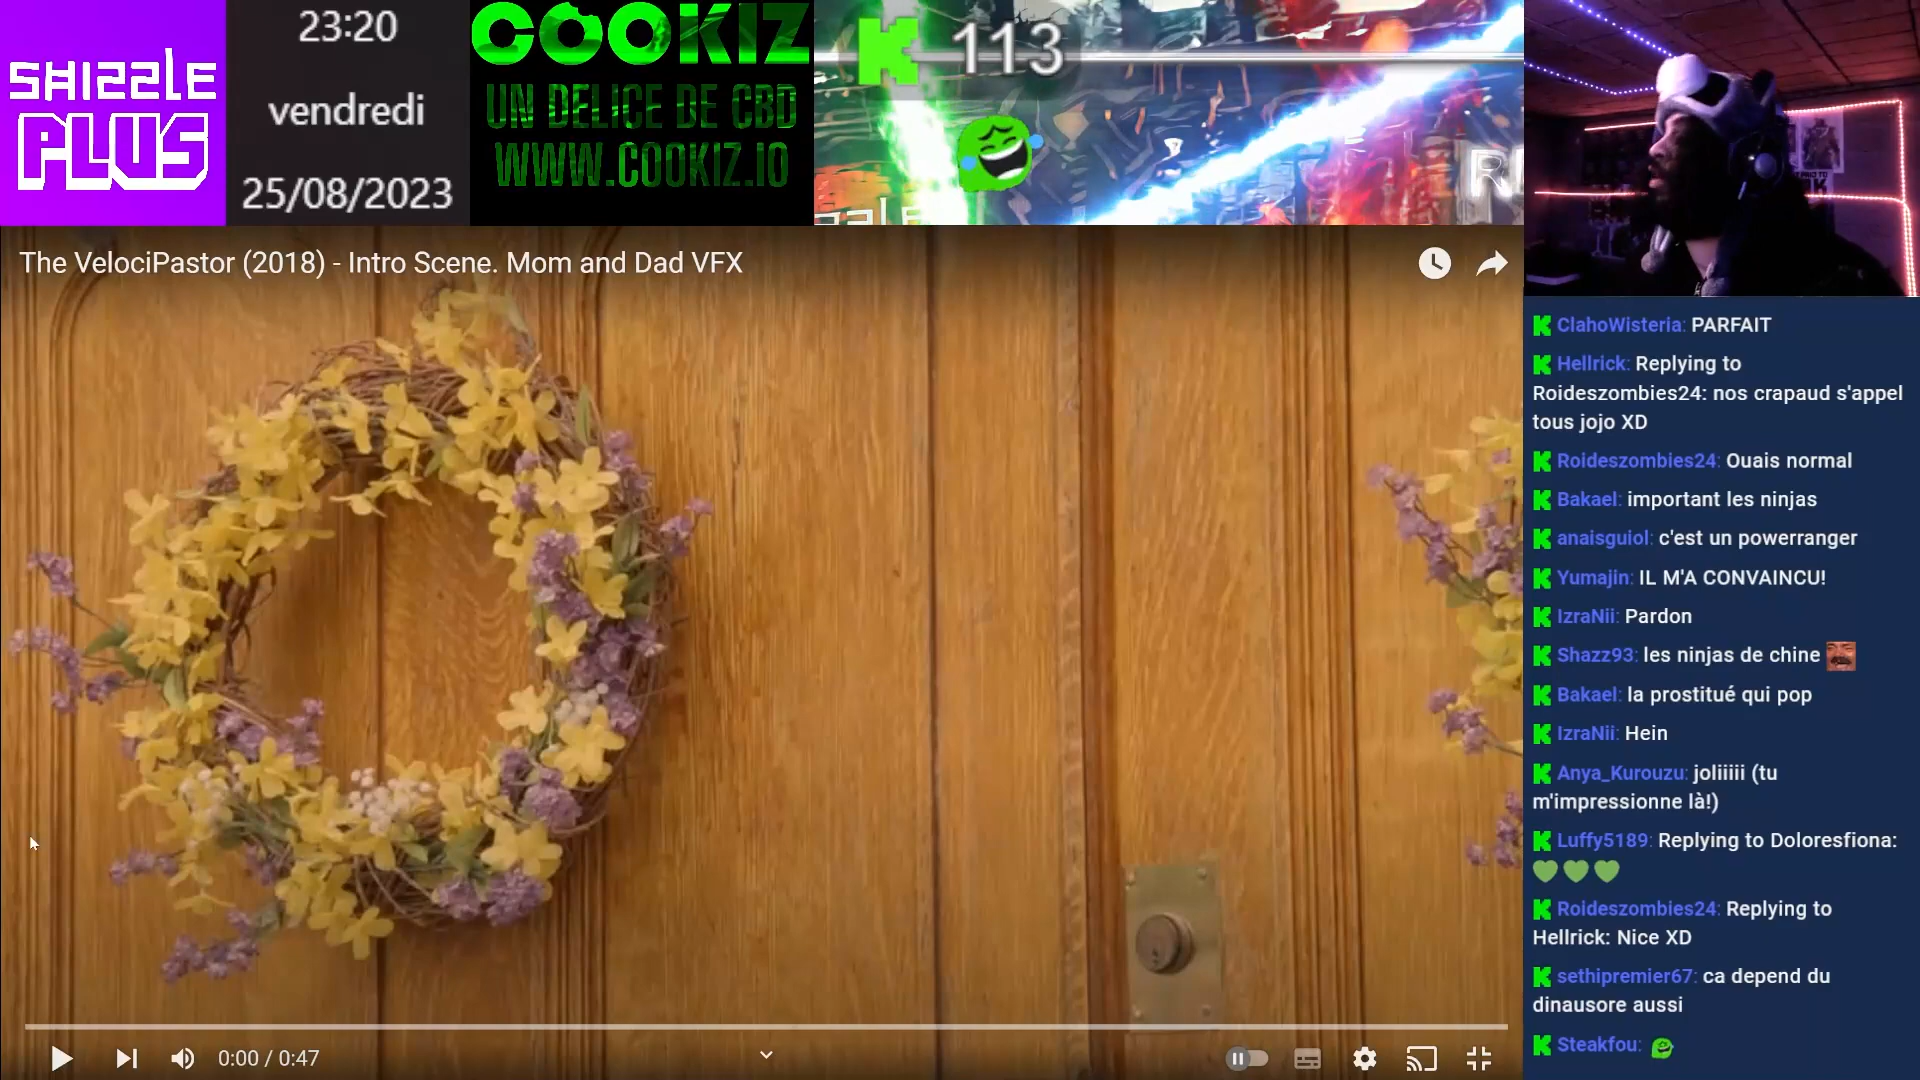 SHIZZLE
PLUS
23:20
vendredi
25/08/2023
COOKIZ
UN DELICE DE CBD
WWW.COOKIZ.IO
113
The VelociPastor (2018) - Intro Scene. Mom and Dad VFX
ClahoWisteria: PARFAIT
Hellrick: Replying to
Roideszombies24: nos crapaud s'appel
tous jojo XD
Roideszombies24: Ouais normal
Bakael: important les ninjas
anaisguiol: c'est un powerranger
Yumajin: IL M'A CONVAINCU!
IzraNii: Pardon
Shazz93: les ninjas de chine
Bakael: la prostitué qui pop
IzraNii: Hein
Anya_Kurouzu: joliiiii (tu
m'impressionne là!)
Luffy5189: Replying to Doloresfiona:
💚 💚 💚
Roideszombies24: Replying to
Hellrick: Nice XD
sethipremier67: ca depend du
dinausore aussi
Steakfou:
0:00 / 0:47